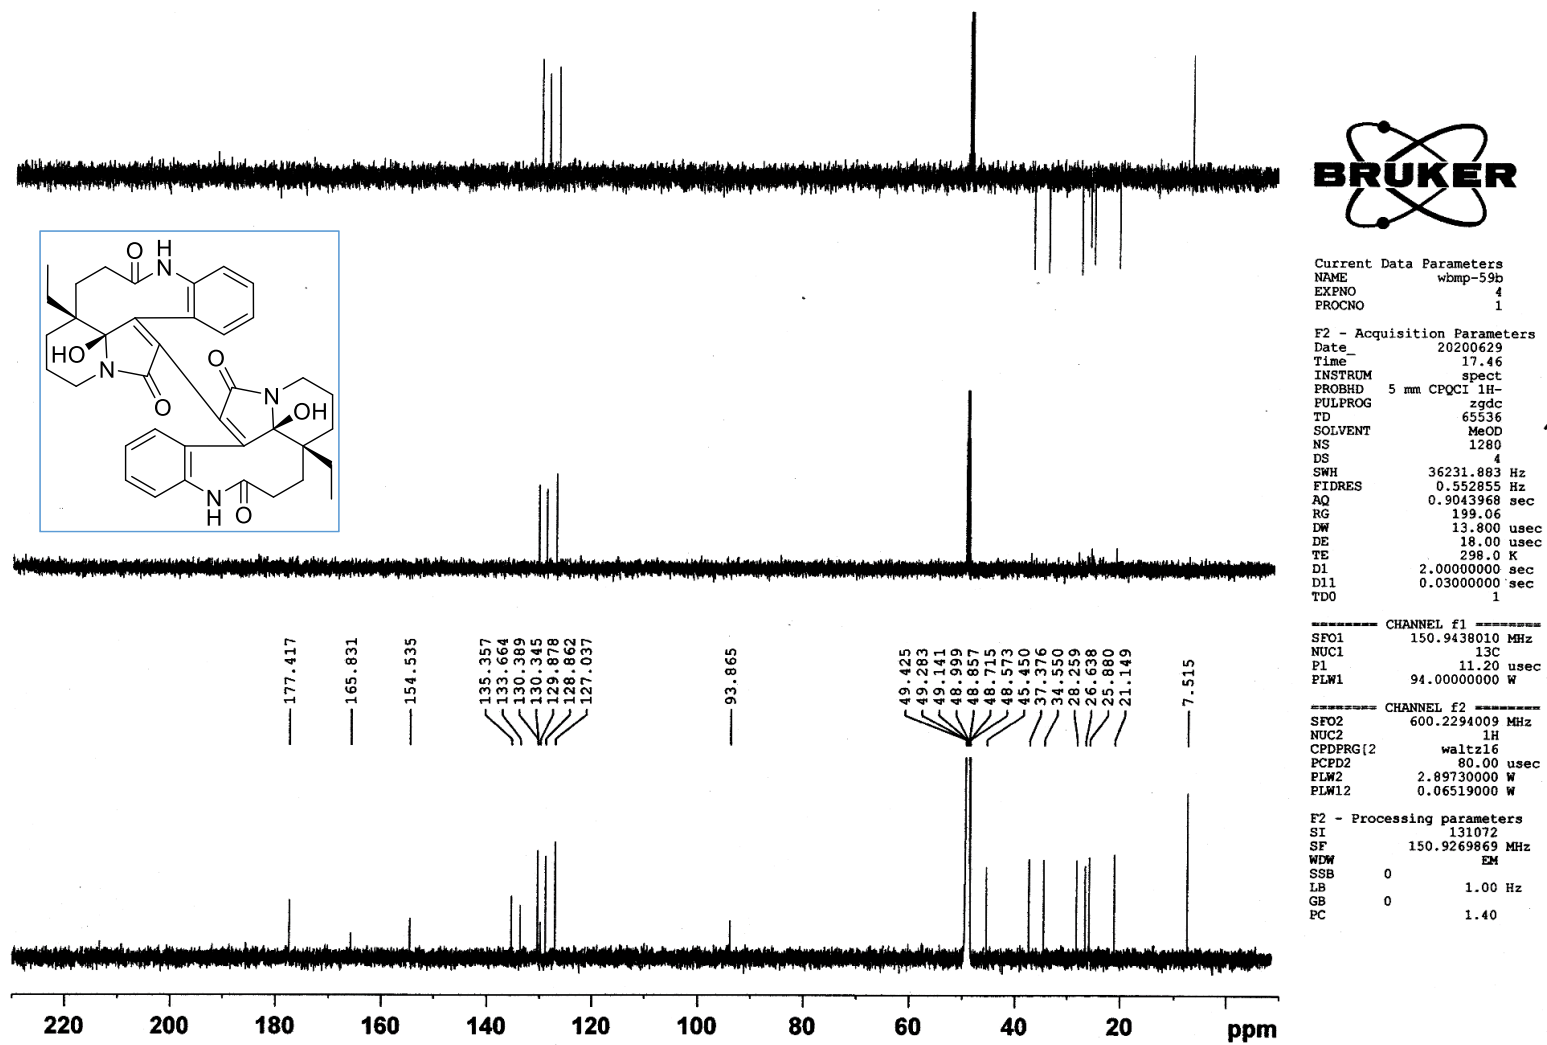 BRUKER
Current Data Parameters
NAME wbmp-59b
EXPNO 4
PROCNO 1
F2 - Acquisition Parameters
Date_ 20200629
Time 17.46
INSTRUM spect
PROBHD 5 mm CPQCI 1H-
PULPROG zgdc
TD 65536
SOLVENT MeOD
NS 1280
DS 4
SWH 36231.883 Hz
FIDRES 0.552855 Hz
AQ 0.9043968 sec
RG 199.06
DW 13.800 usec
DE 18.00 usec
TE 298.0 K
D1 2.00000000 sec
D11 0.03000000 sec
TD0 1
======== CHANNEL f1 ========
SFO1 150.9438010 MHz
NUC1 13C
P1 11.20 usec
PLW1 94.00000000 W
======== CHANNEL f2 ========
SFO2 600.2294009 MHz
NUC2 1H
CPDPRG[2 waltz16
PCPD2 80.00 usec
PLW2 2.89730000 W
PLW12 0.06519000 W
F2 - Processing parameters
SI 131072
SF 150.9269869 MHz
WDW EM
SSB 0
LB 1.00 Hz
GB 0
PC 1.40
O
H
N
HO
N
O
O
N
OH
N
H
O
177.417
165.831
154.535
135.357
133.664
130.389
130.345
129.878
128.862
127.037
93.865
49.425
49.283
49.141
48.999
48.857
48.715
48.573
45.450
37.376
34.550
28.259
26.638
25.880
21.149
7.515
220 200 180 160 140 120 100 80 60 40 20 ppm